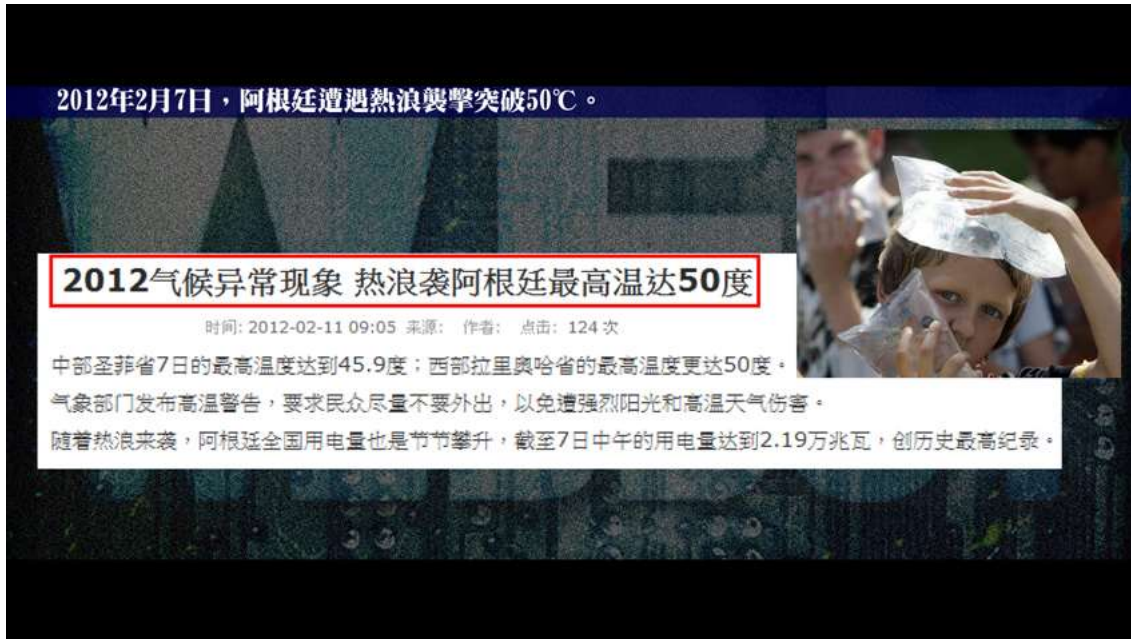 2012年2月7日，阿根廷遭遇熱浪襲擊突破50℃。
2012气候异常现象 热浪袭阿根廷最高温达50度
时间: 2012-02-11 09:05 来源: 作者: 点击: 124 次
中部圣菲省7日的最高温度达到45.9度；西部拉里奥哈省的最高温度更达50度。
气象部门发布高温警告，要求民众尽量不要外出，以免遭强烈阳光和高温天气伤害。
随着热浪来袭，阿根廷全国用电量也是节节攀升，截至7日中午的用电量达到2.19万兆瓦，创历史最高纪录。